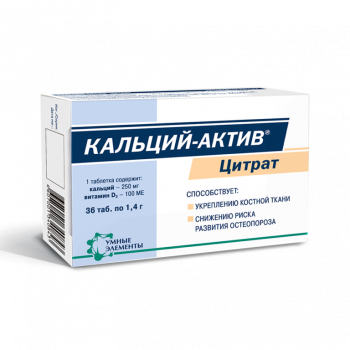 КАЛЬЦИЙ-АКТИВ®
Цитрат
1 таблетка содержит:
кальций – 250 мг
витамин D₃ – 100 МЕ
36 таб. по 1,4 г
СПОСОБСТВУЕТ:
УКРЕПЛЕНИЮ КОСТНОЙ ТКАНИ
СНИЖЕНИЮ РИСКА
РАЗВИТИЯ ОСТЕОПОРОЗА
УМНЫЕ
ЭЛЕМЕНТЫ